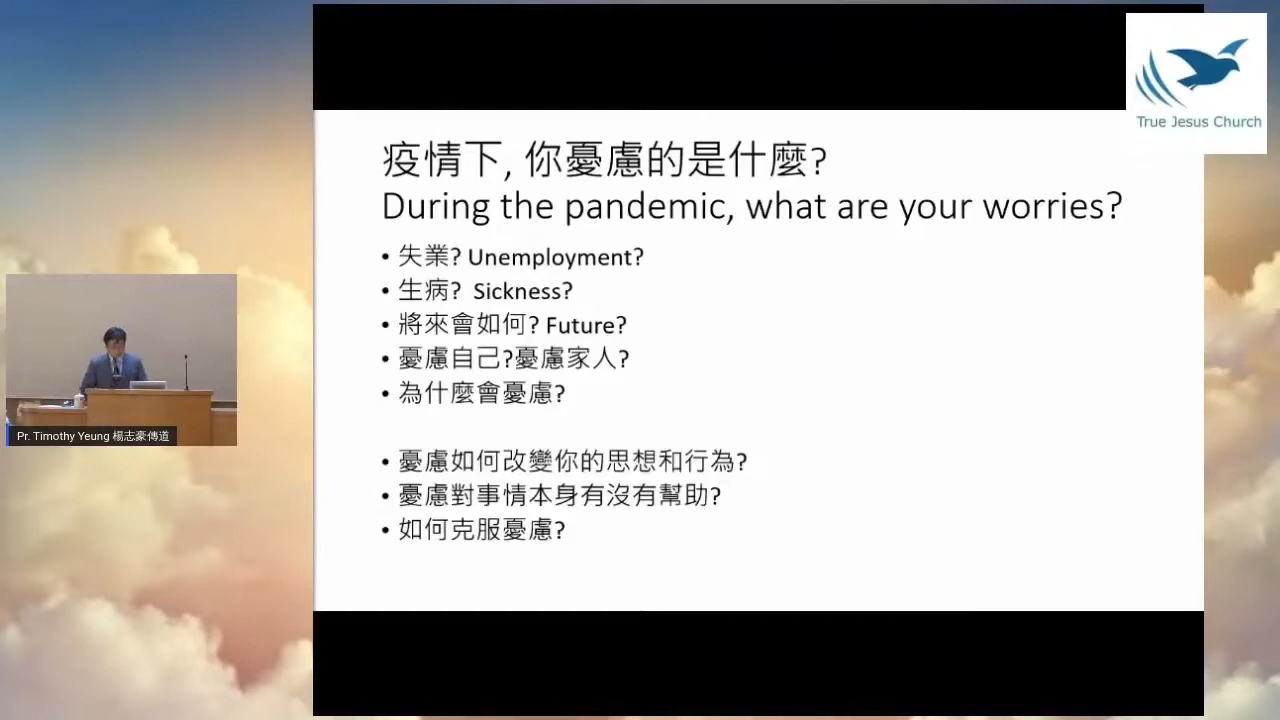 疫情下, 你憂慮的是什麼?
During the pandemic, what are your worries?
• 失業? Unemployment?
• 生病? Sickness?
• 將來會如何? Future?
• 憂慮自己?憂慮家人?
• 為什麼會憂慮?
• 憂慮如何改變你的思想和行為?
• 憂慮對事情本身有沒有幫助?
• 如何克服憂慮?
True Jesus Church
Pr. Timothy Yeung 楊志豪傳道